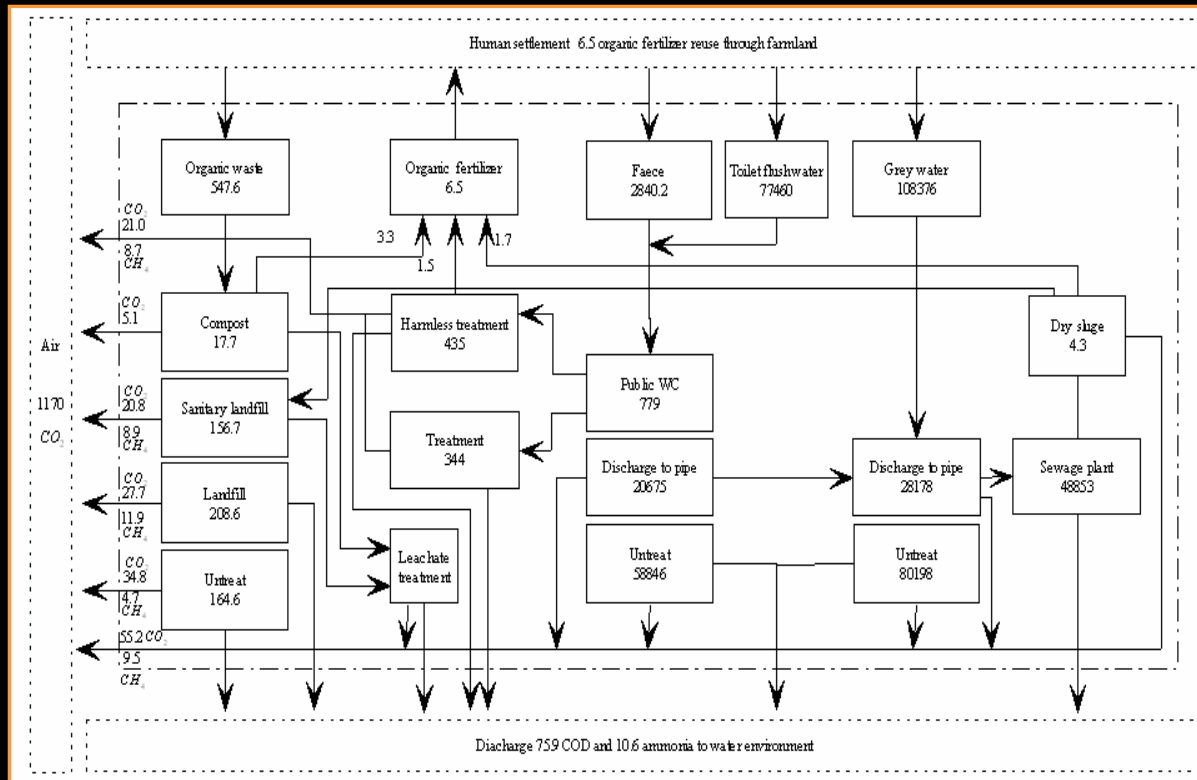 Human settlement 6.5 organic fertilizer reuse through farmland
Organic waste
547.6
Organic fertilizer
6.5
Faece
2840.2
Toilet flushwater
77460
Grey water
108376
CO2
21.0
8.7
CH4
3.3
1.5
1.7
CO2
5.1
Compost
17.7
Harmless treatment
435
Dry sluge
4.3
Air
1170
CO2
CO2
20.8
8.9
CH4
Sanitary landfill
156.7
Public WC
779
Treatment
344
CO2
27.7
11.9
CH4
Landfill
208.6
Discharge to pipe
20675
Discharge to pipe
28178
Sewage plant
48853
CO2
34.8
4.7
CH4
Untreat
164.6
Leachate
treatment
Untreat
58846
Untreat
80198
55.2 CO2
9.5
CH4
Diacharge 75.9 COD and 10.6 ammonia to water environment